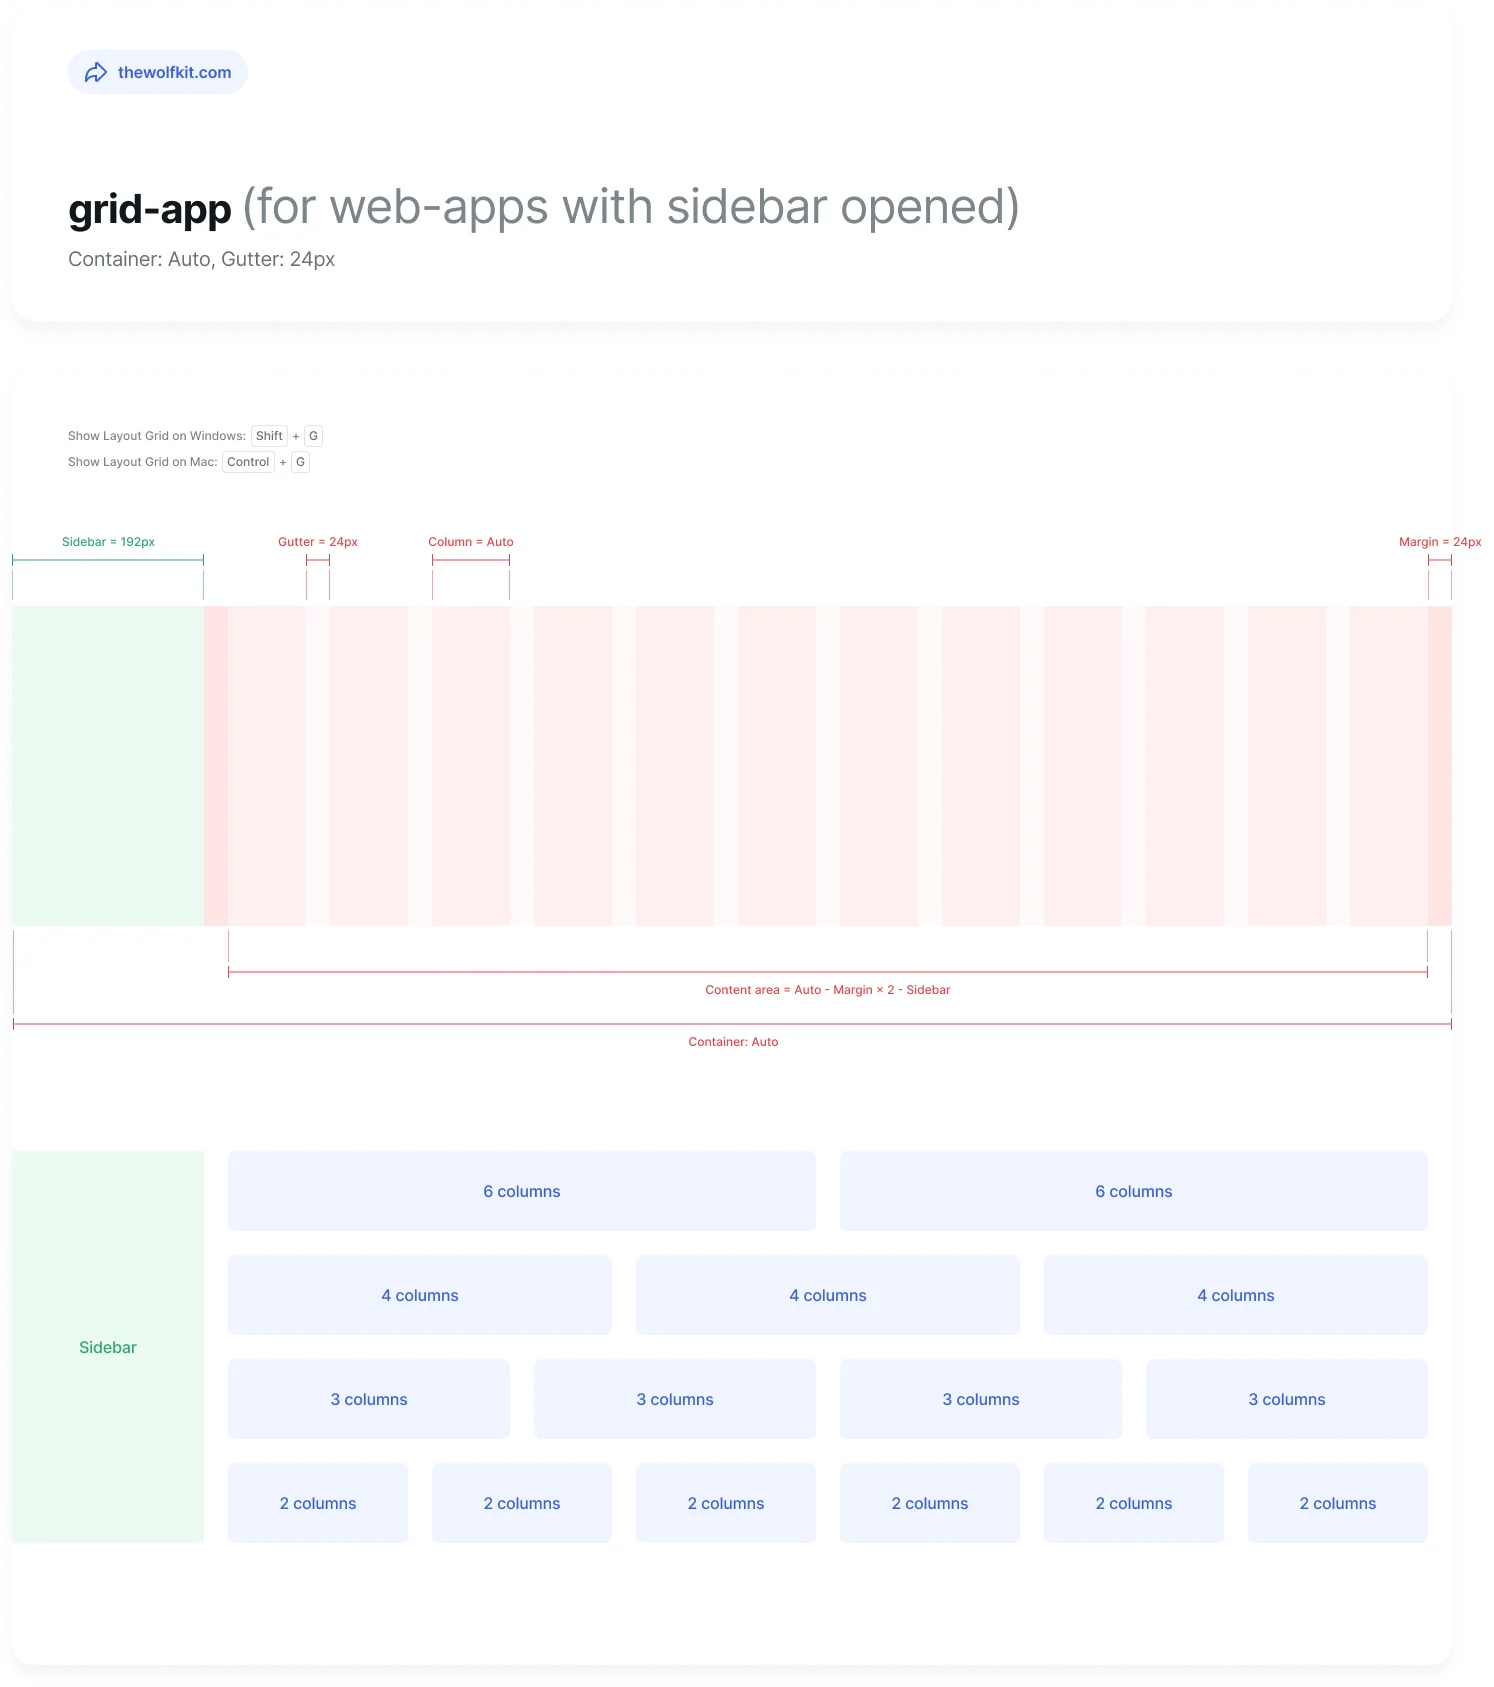 thewolfkit.com
grid-app (for web-apps with sidebar opened)
Container: Auto, Gutter: 24px
Show Layout Grid on Windows: Shift + G
Show Layout Grid on Mac: Control + G
Sidebar = 192px Gutter = 24px Column = Auto Margin = 24px
Content area = Auto - Margin × 2 - Sidebar
Container: Auto
6 columns 6 columns
4 columns 4 columns 4 columns
Sidebar
3 columns 3 columns 3 columns 3 columns
2 columns 2 columns 2 columns 2 columns 2 columns 2 columns